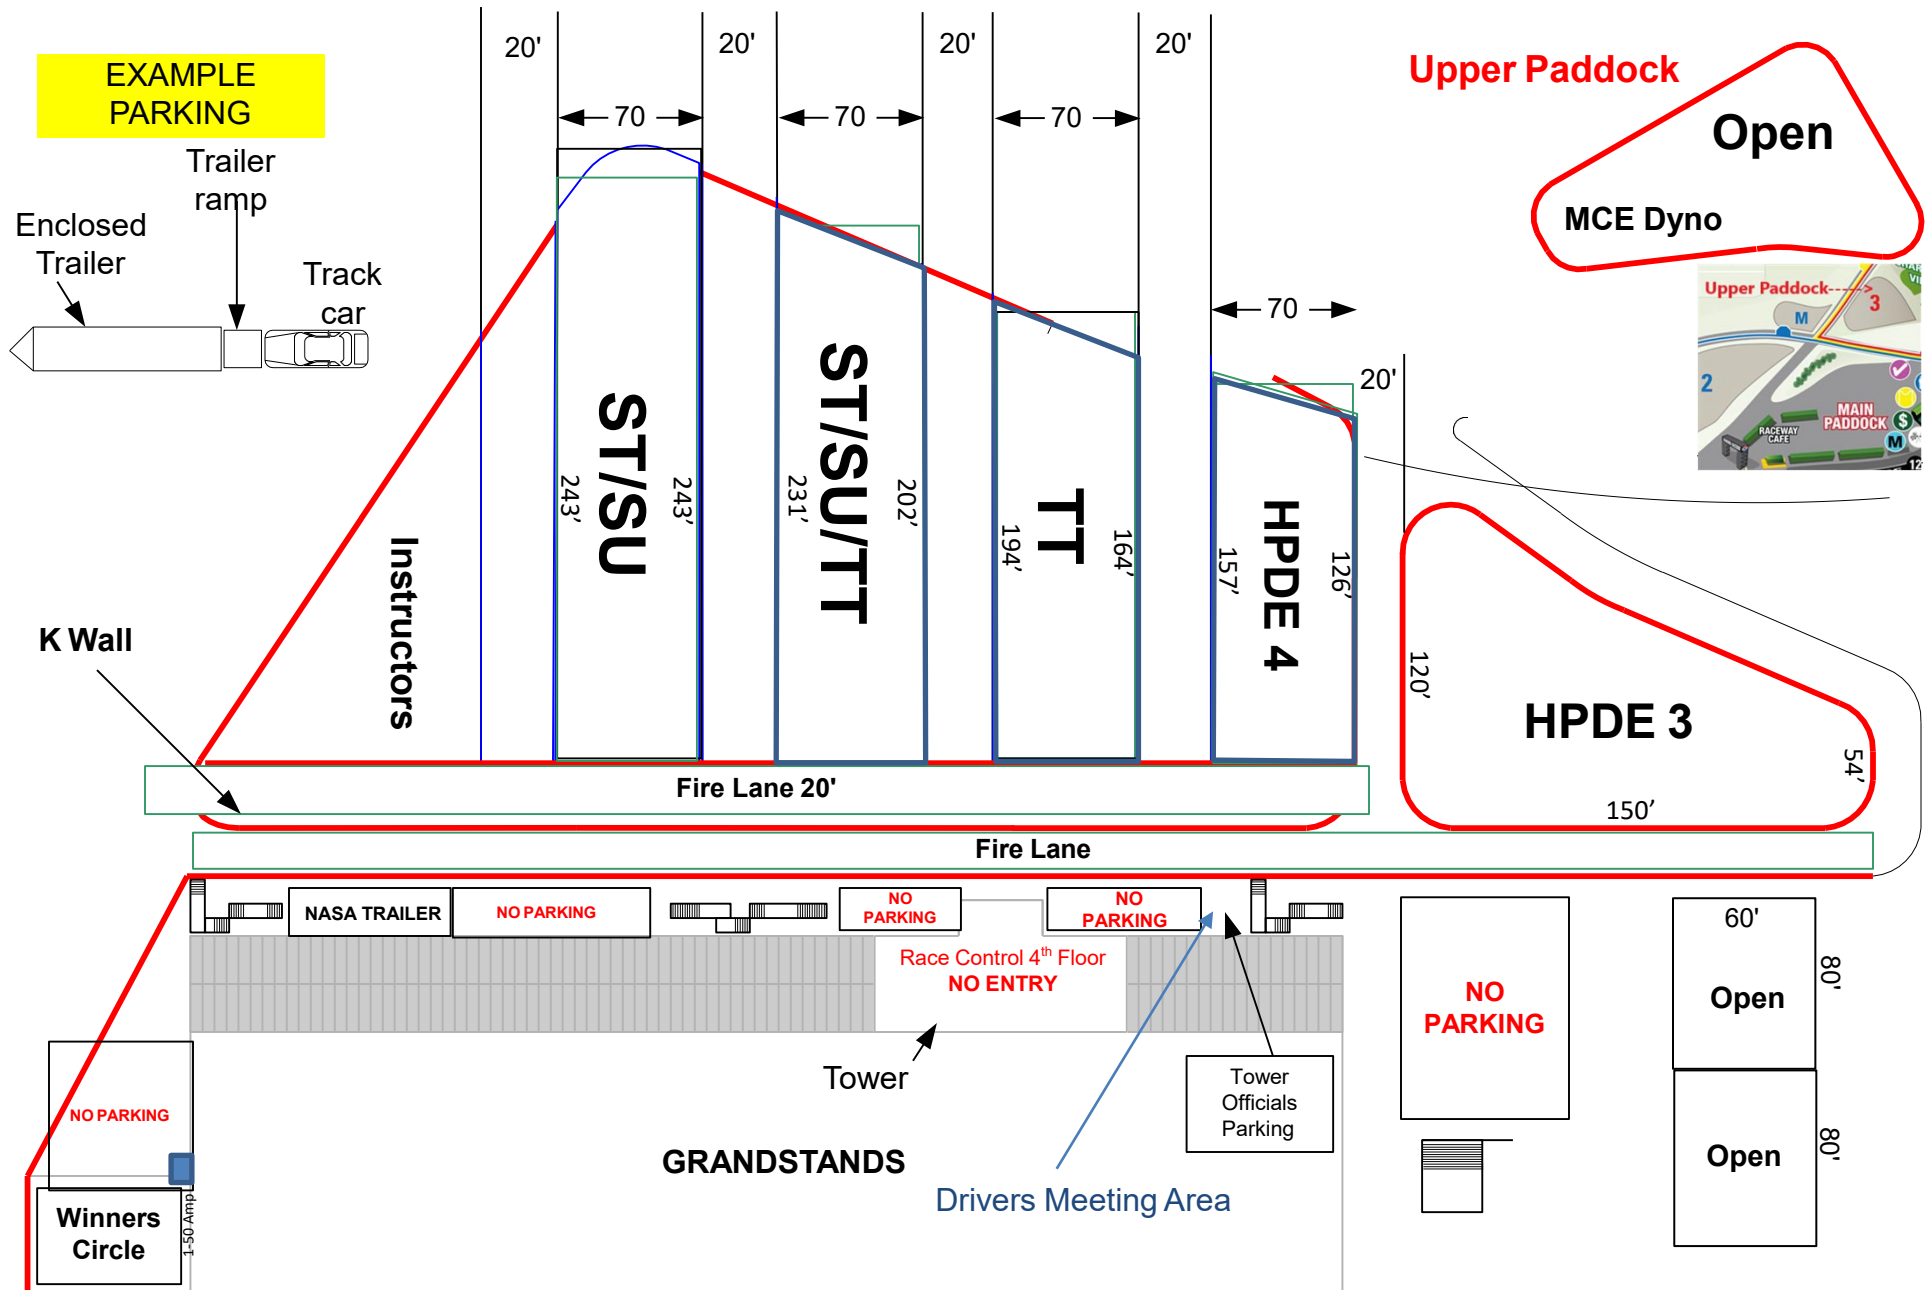 20'
20'
20'
20'
EXAMPLE
PARKING
Upper Paddock
70
70
70
Open
MCE Dyno
Trailer
ramp
Enclosed
Trailer
Track
car
Upper Paddock---->
3
M
2
MAIN
PADDOCK
RACEWAY
CAFE
$
M
70
20'
Instructors
ST/SU
243’
243’
ST/SU/TT
231’
202’
TT
194’
164’
HPDE 4
157’
126’
120’
HPDE 3
54’
150’
K Wall
Fire Lane 20'
Fire Lane
NASA TRAILER
NO PARKING
NO
PARKING
NO
PARKING
Race Control 4th Floor
NO ENTRY
NO
PARKING
60'
Open
80'
Tower
Tower
Officials
Parking
NO PARKING
GRANDSTANDS
Drivers Meeting Area
Open
80'
Winners
Circle
1-50 Amp